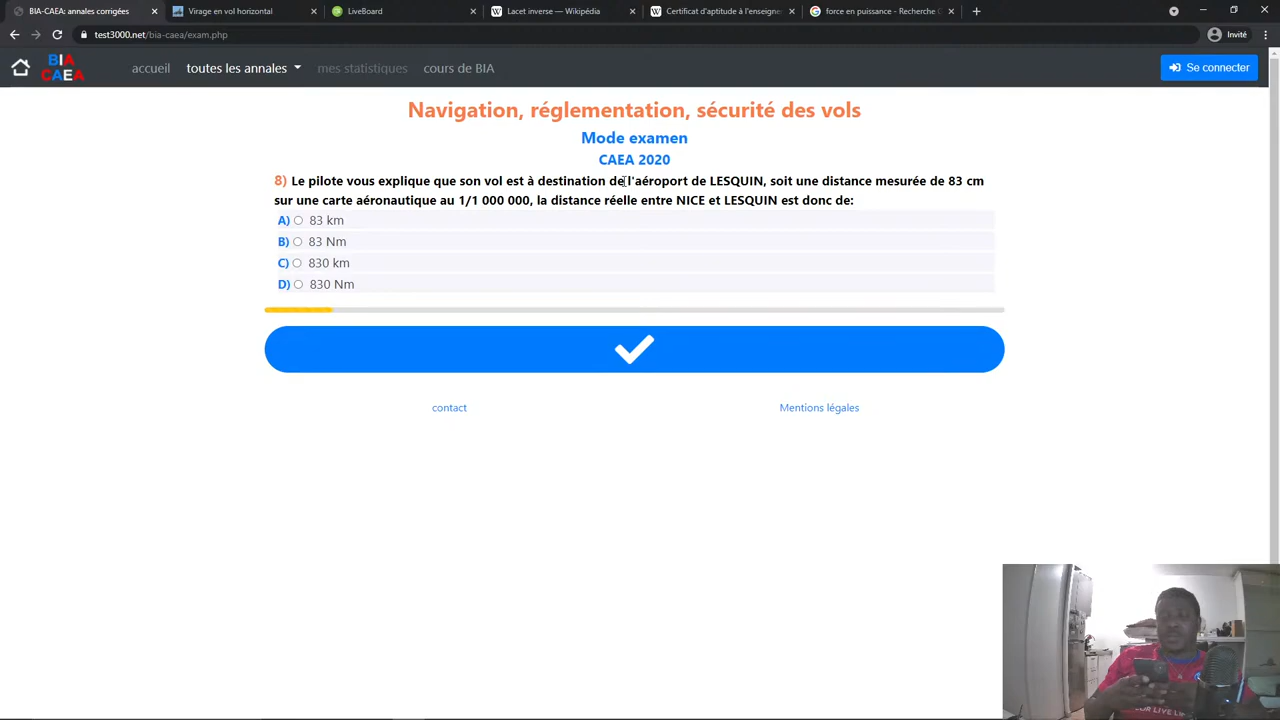 BIA-CAEA: annales corrigées
Virage en vol horizontal
LiveBoard
Lacet inverse — Wikipédia
Certificat d'aptitude à l'enseigne
force en puissance - Recherche G
test3000.net/bia-caea/exam.php
Invité
BIA
CAEA
accueil
toutes les annales
mes statistiques
cours de BIA
Se connecter
Navigation, réglementation, sécurité des vols
Mode examen
CAEA 2020
8) Le pilote vous explique que son vol est à destination de l'aéroport de LESQUIN, soit une distance mesurée de 83 cm
sur une carte aéronautique au 1/1 000 000, la distance réelle entre NICE et LESQUIN est donc de:
A) 83 km
B) 83 Nm
C) 830 km
D) 830 Nm
contact
Mentions légales